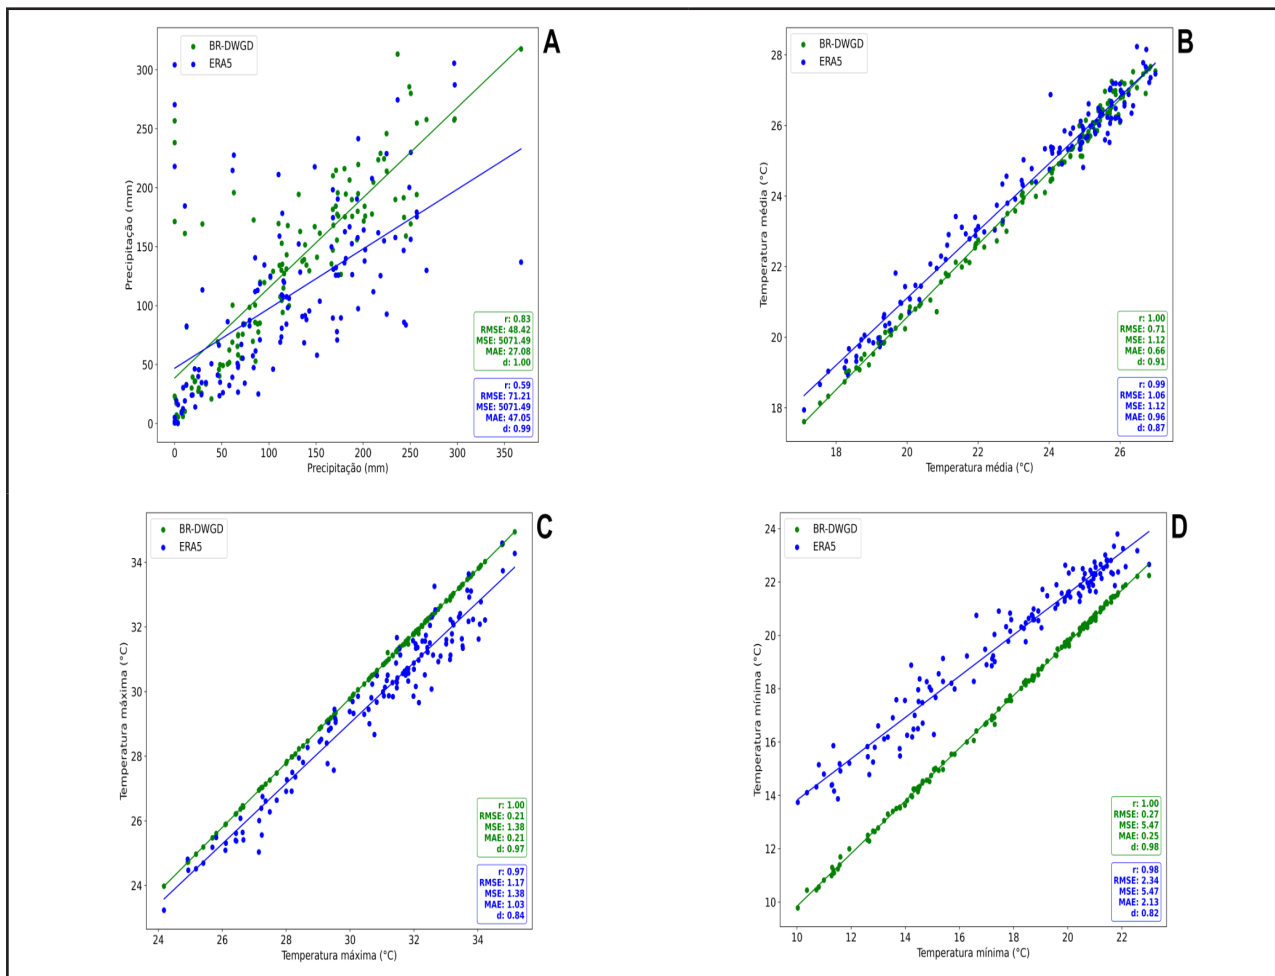 A
BR-DWGD
ERA5
Precipitação (mm)
300
250
200
150
100
50
0
r: 0.83
RMSE: 48.42
MSE: 5071.49
MAE: 27.08
d: 1.00
r: 0.59
RMSE: 71.21
MSE: 5071.49
MAE: 47.05
d: 0.99
0 50 100 150 200 250 300 350
Precipitação (mm)
B
BR-DWGD
ERA5
Temperatura média (°C)
28
26
24
22
20
18
r: 1.00
RMSE: 0.71
MSE: 1.12
MAE: 0.66
d: 0.91
r: 0.99
RMSE: 1.06
MSE: 1.12
MAE: 0.96
d: 0.87
18 20 22 24 26
Temperatura média (°C)
C
BR-DWGD
ERA5
Temperatura máxima (°C)
34
32
30
28
26
24
r: 1.00
RMSE: 0.21
MSE: 1.38
MAE: 0.21
d: 0.97
r: 0.97
RMSE: 1.17
MSE: 1.38
MAE: 1.03
d: 0.84
24 26 28 30 32 34
Temperatura máxima (°C)
D
BR-DWGD
ERA5
Temperatura mínima (°C)
24
22
20
18
16
14
12
10
r: 1.00
RMSE: 0.27
MSE: 5.47
MAE: 0.25
d: 0.98
r: 0.98
RMSE: 2.34
MSE: 5.47
MAE: 2.13
d: 0.82
10 12 14 16 18 20 22
Temperatura mínima (°C)